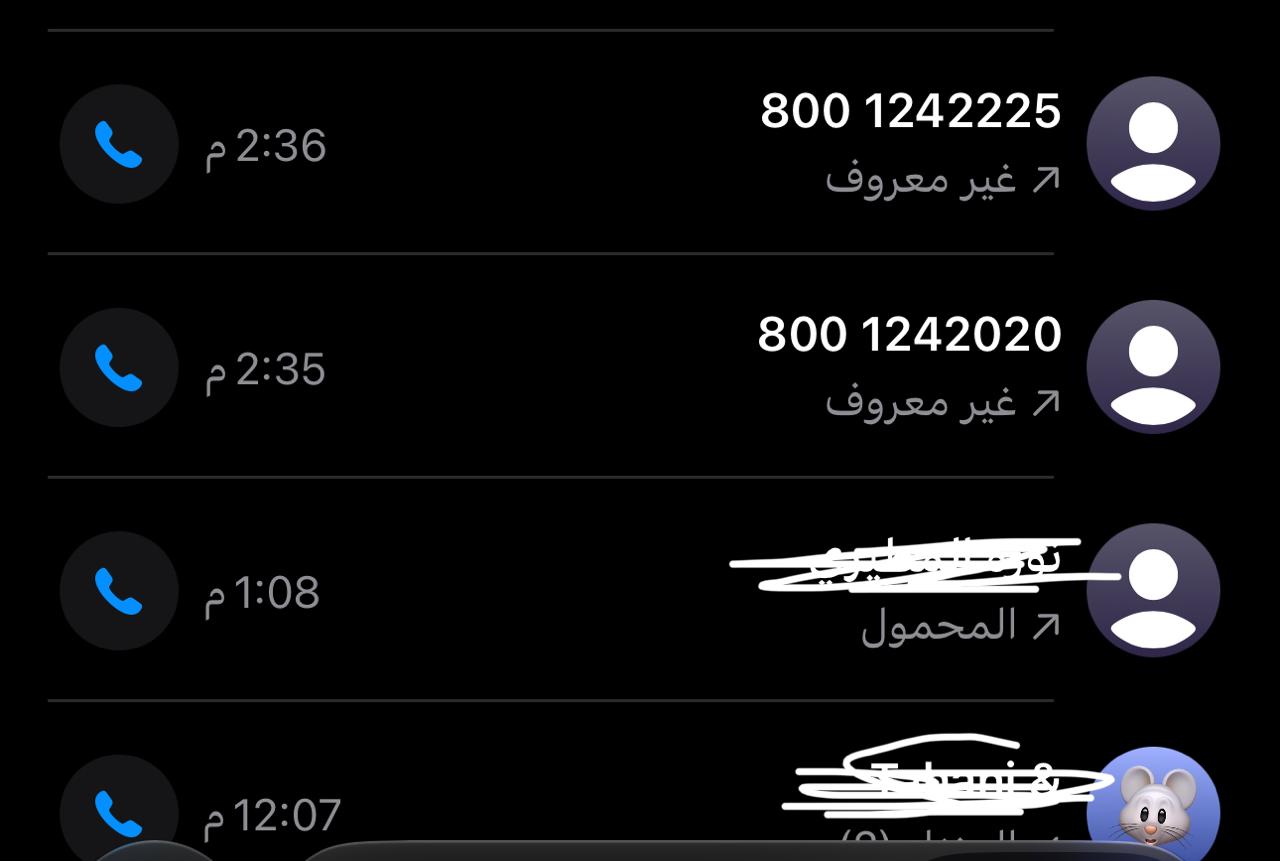 800 1242225
غير معروف
2:36 م
800 1242020
غير معروف
2:35 م
المحمول
1:08 م
12:07 م